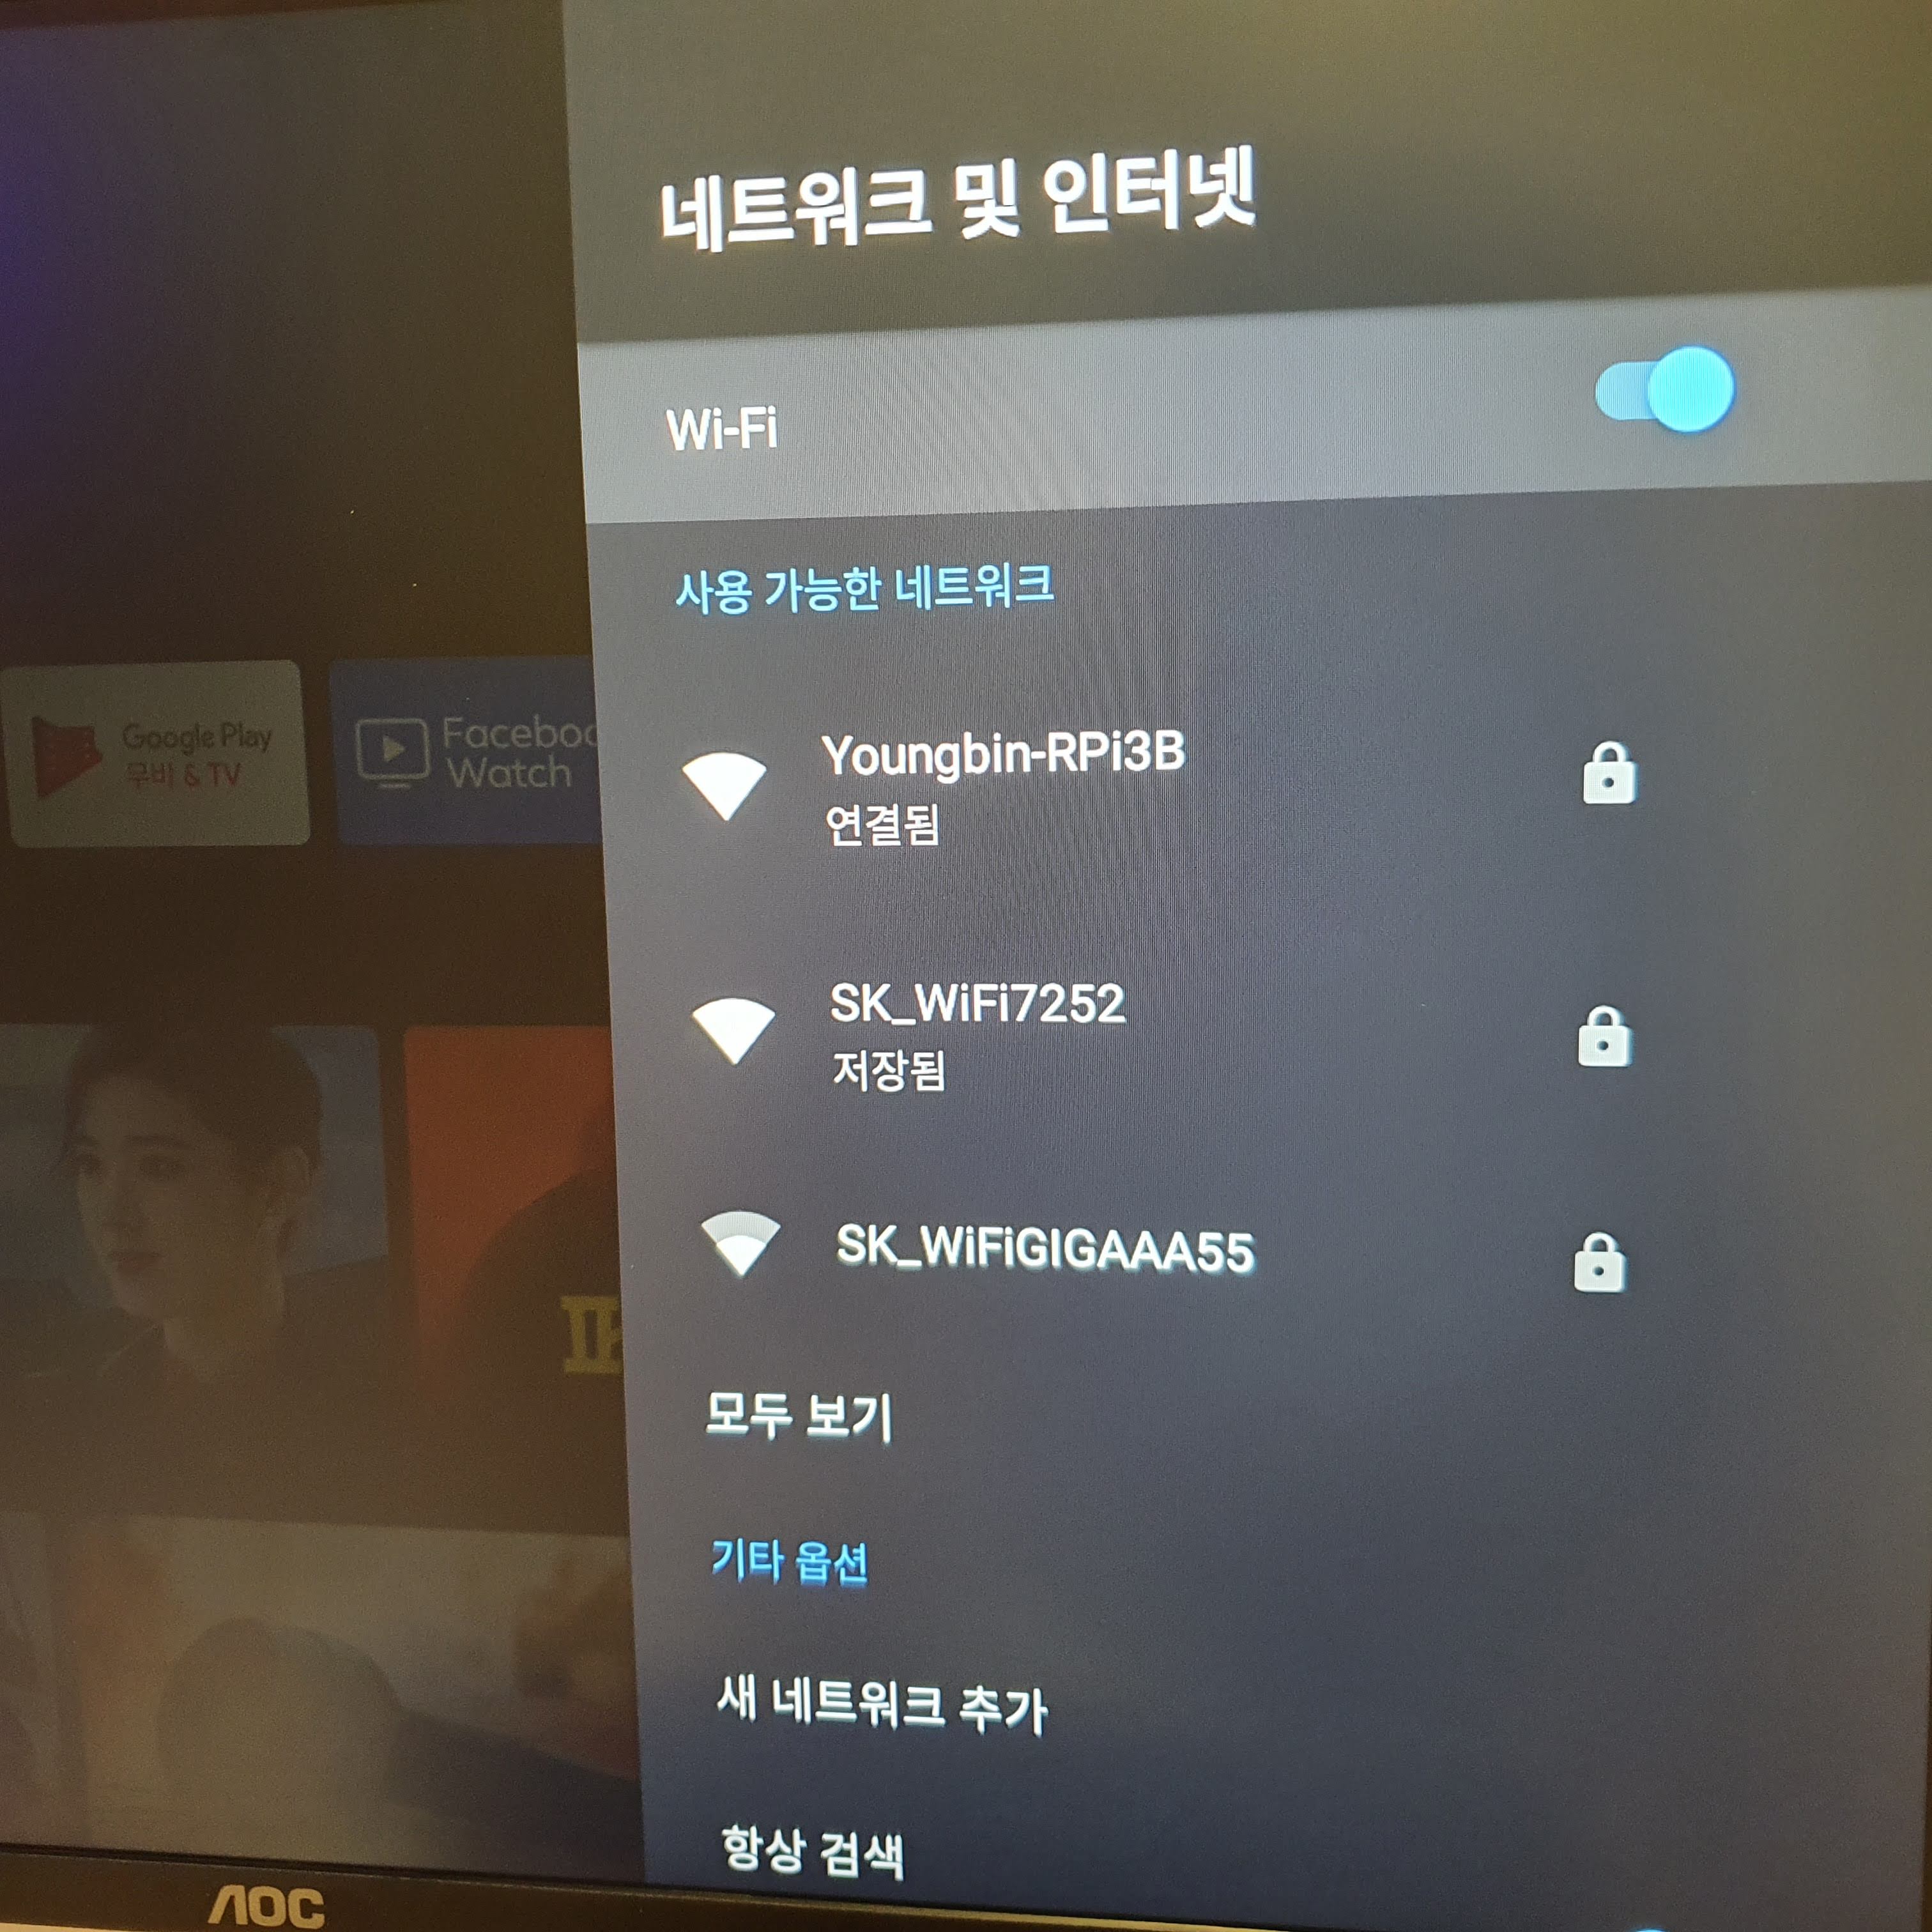 네트워크 및 인터넷
Wi-Fi
사용 가능한 네트워크
Youngbin-RPi3B
연결됨
SK_WiFi7252
저장됨
SK_WiFiGIGAAA55
모두 보기
기타 옵션
새 네트워크 추가
항상 검색
Google Play
무비 & TV
Faceboo
Watch
AOC